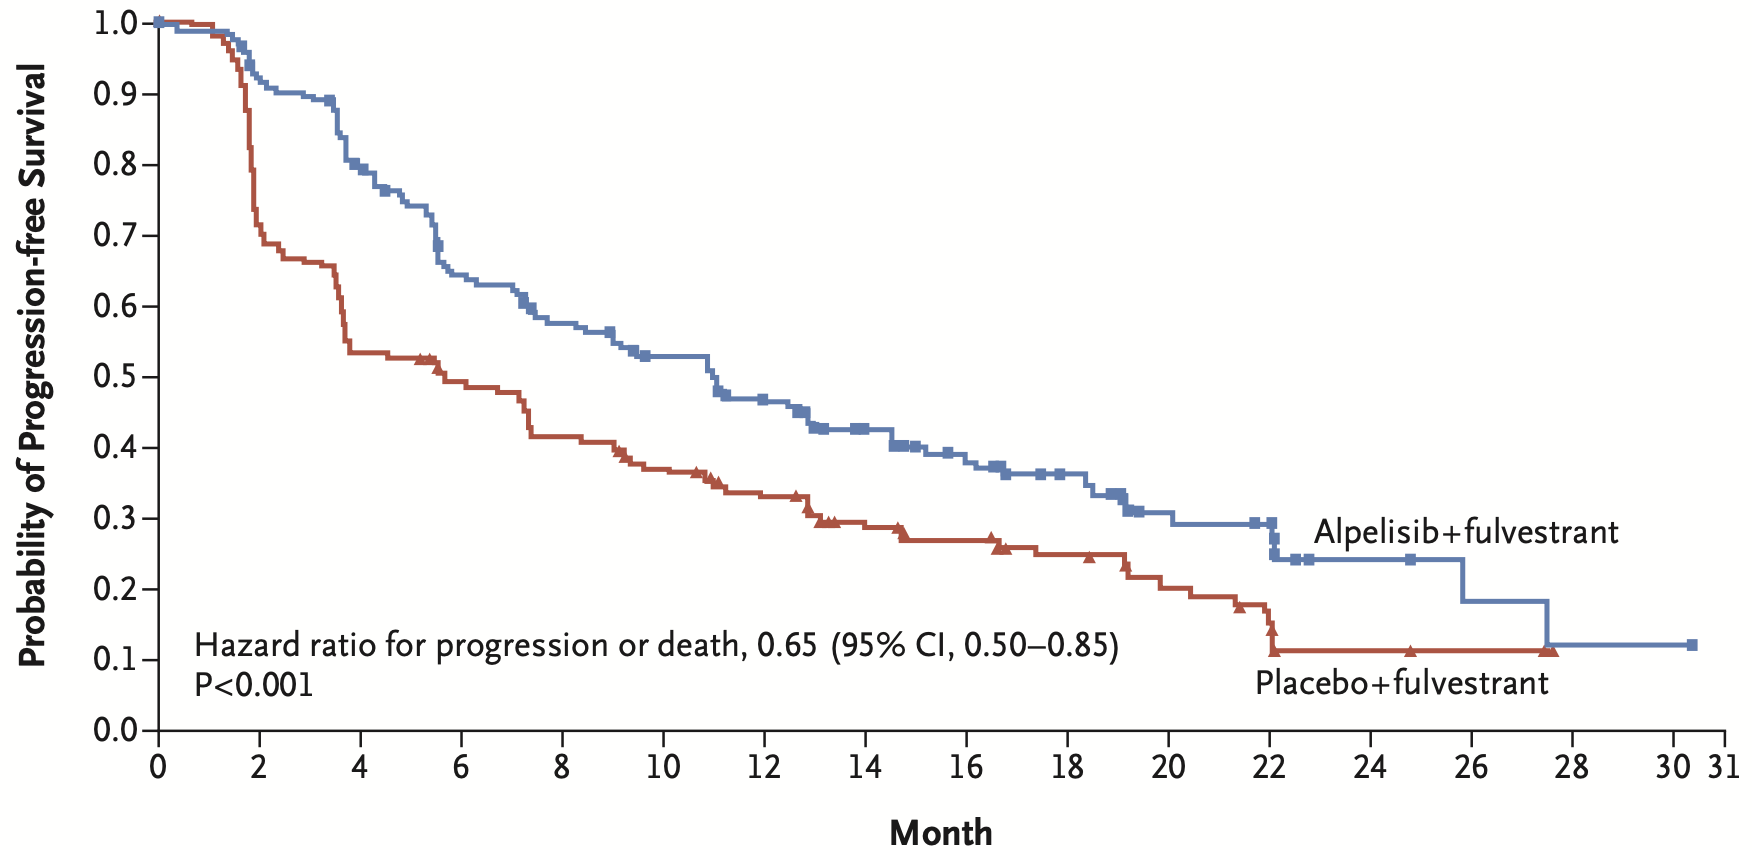 1.0
0.9
0.8
0.7
0.6
0.5
0.4
0.3
0.2
0.1
0.0
Probability of Progression-free Survival
Alpelisib+fulvestrant
Hazard ratio for progression or death, 0.65 (95% CI, 0.50–0.85)
P<0.001
Placebo+fulvestrant
0 2 4 6 8 10 12 14 16 18 20 22 24 26 28 30 31
Month